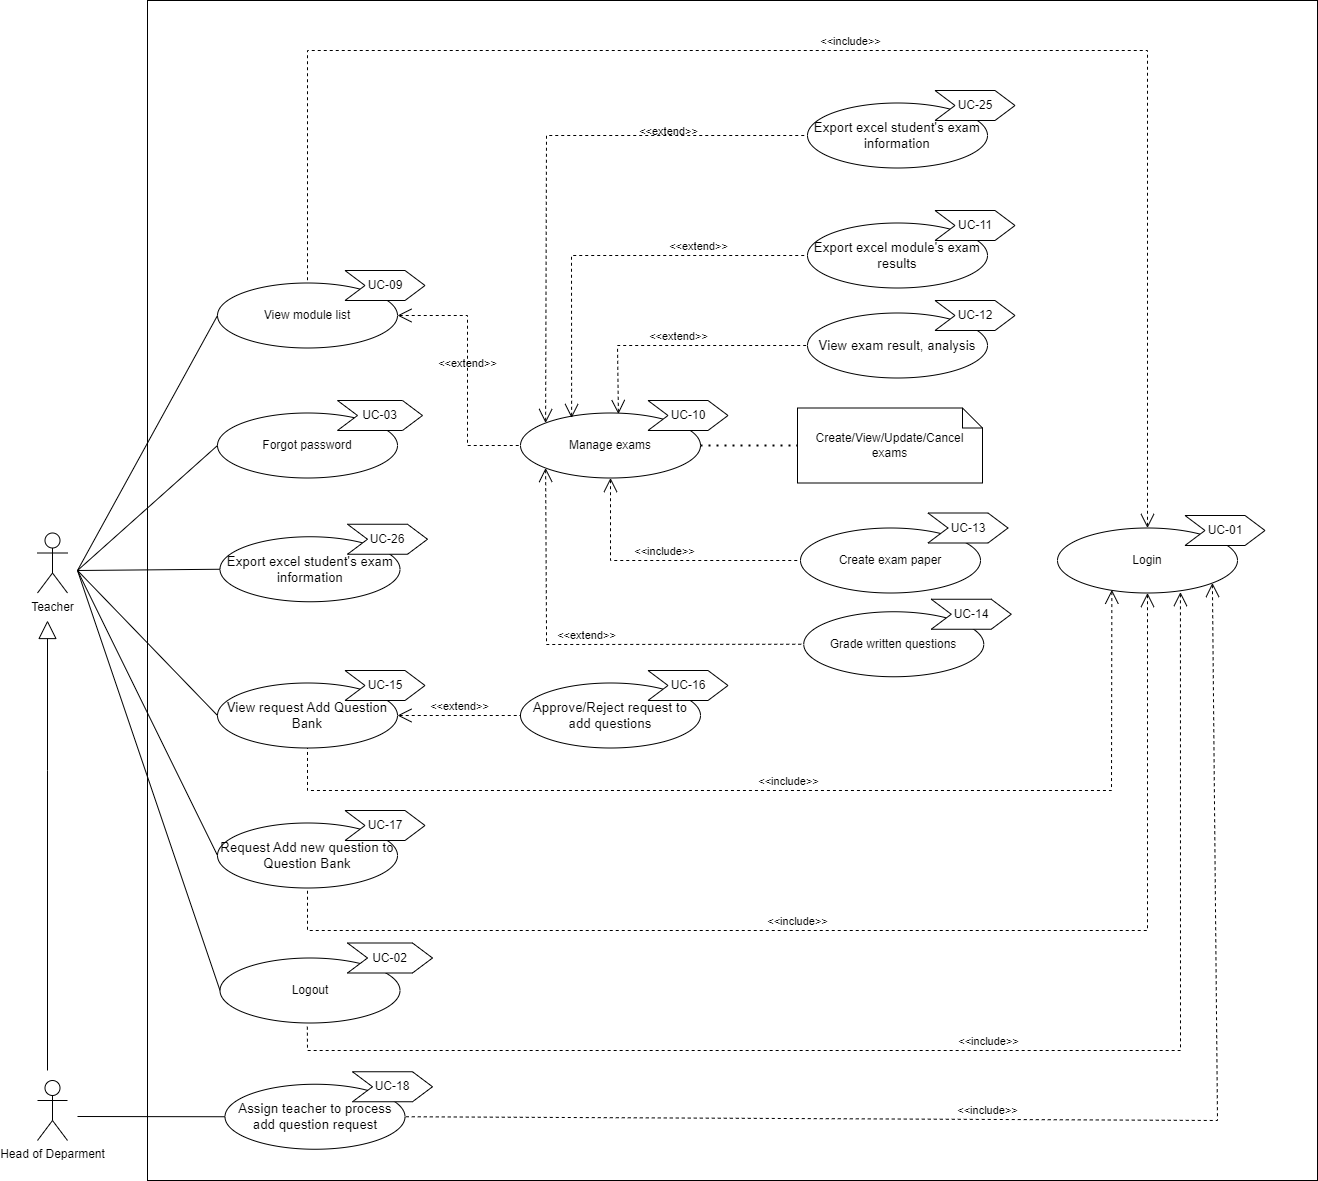 <<include>>
UC-25
Export excel student's exam
information
<<extend>>
UC-11
Export excel module's exam
results
<<extend>>
UC-09
View module list
UC-12
View exam result, analysis
<<extend>>
<<extend>>
UC-03
Forgot password
UC-10
Manage exams
Create/View/Update/Cancel
exams
UC-26
Export excel student's exam
information
UC-13
Create exam paper
<<include>>
UC-01
Login
Teacher
UC-14
Grade written questions
<<extend>>
UC-15
View request Add Question
Bank
<<extend>>
UC-16
Approve/Reject request to
add questions
<<include>>
UC-17
Request Add new question to
Question Bank
<<include>>
UC-02
Logout
<<include>>
UC-18
Assign teacher to process
add question request
<<include>>
Head of Deparment